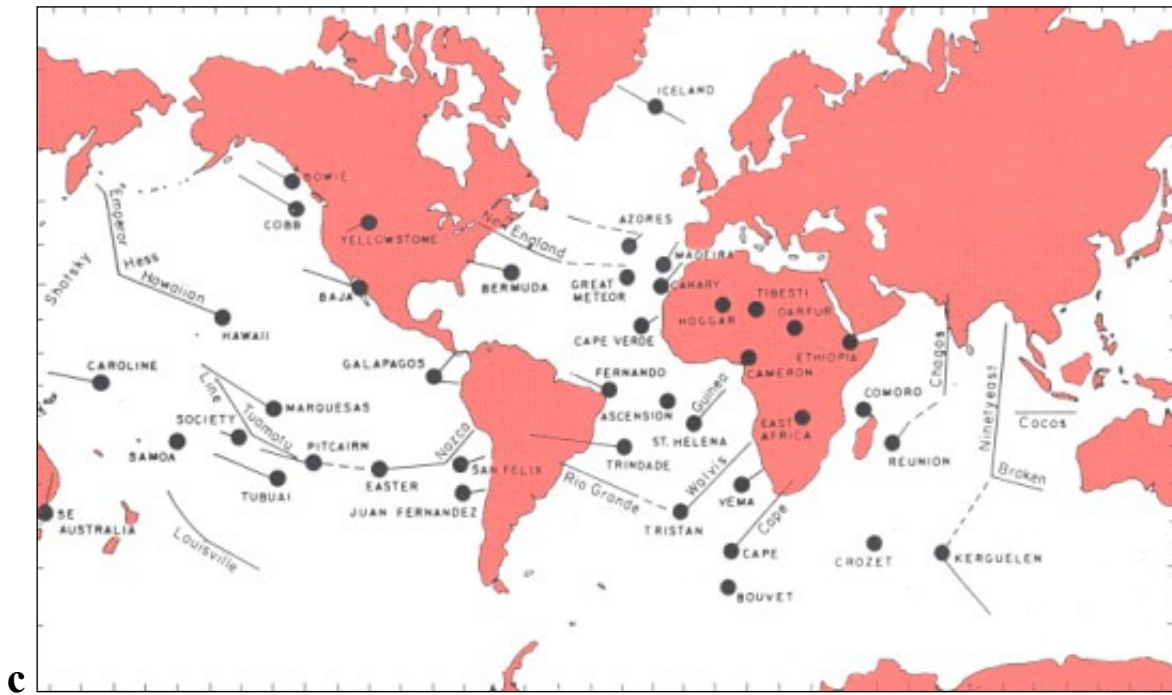 ICELAND
BOWIE
COBB
YELLOWSTONE
New England
AZORES
MADEIRA
Emperor
Hess
Hawaiian
Shatsky
HAWAII
BAJA
BERMUDA
GREAT
METEOR
CANARY
TIBESTI
HOGGAR
DARFUR
CAPE VERDE
ETHIOPIA
CAMERON
CAROLINE
GALAPAGOS
FERNANDO
ASCENSION
Guinea
COMORO
Chagos
Ninetyeast
Cocos
Line
Tuamotu
MARQUESAS
SOCIETY
SAMOA
PITCAIRN
TUBUAI
EASTER
Nazca
SAN FELIX
JUAN FERNANDEZ
TRINDADE
ST. HELENA
EAST
AFRICA
REUNION
Broken
Rio Grande
Walvis
TRISTAN
VEMA
Cape
CAPE
BOUVET
CROZET
KERGUELEN
SE
AUSTRALIA
Louisville
c